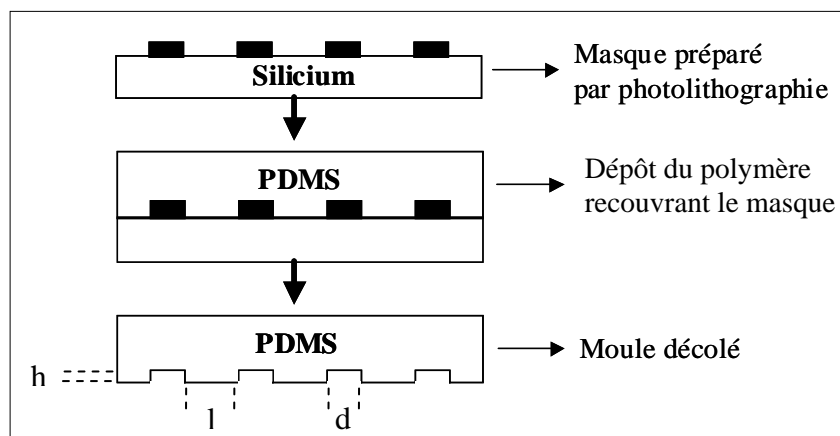 Silicium
Masque préparé
par photolithographie
PDMS
Dépôt du polymère
recouvrant le masque
PDMS
Moule décolé
h
l
d